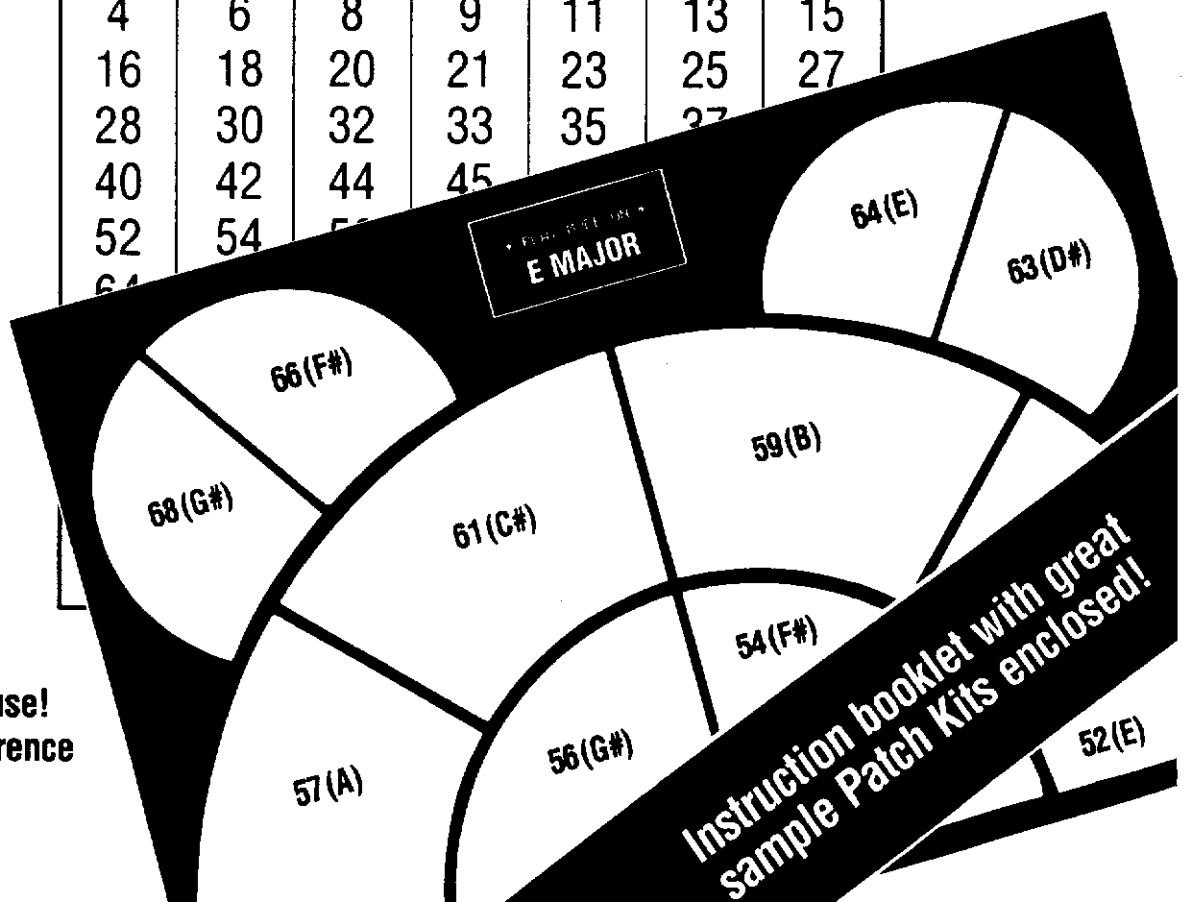 4 6 8 9 11 13 15
16 18 20 21 23 25 27
28 30 32 33 35 37
40 42 44 45
52 54
64
E MAJOR
64(E)
63(D#)
66(F#)
59(B)
68(G#)
61(C#)
54(F#)
56(G#)
52(E)
57(A)
Instruction booklet with great
sample Patch Kits enclosed!